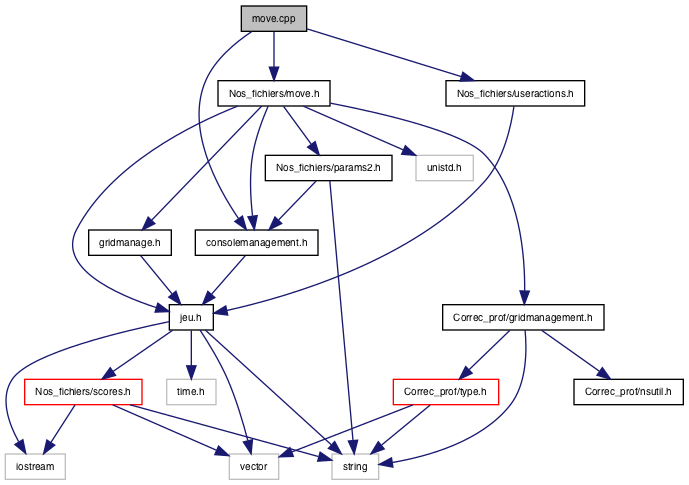 move.cpp
Nos_fichiers/move.h
Nos_fichiers/useractions.h
Nos_fichiers/params2.h
unistd.h
gridmanage.h
consolemanagement.h
jeu.h
Correc_prof/gridmanagement.h
Nos_fichiers/scores.h
time.h
Correc_prof/type.h
Correc_prof/nsutil.h
iostream
vector
string